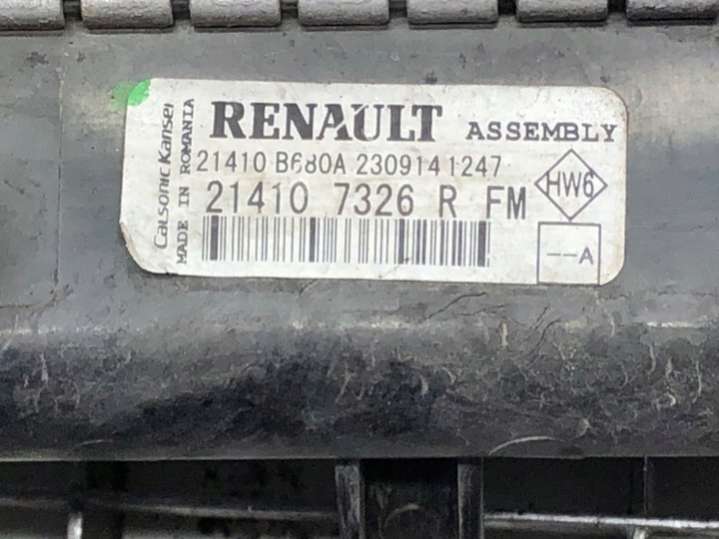 RENAULT ASSEMBLY
21410 B680A 2309141247
21410 7326 R FM
HW6
--A
Calsonic Kansei
MADE IN ROMANIA